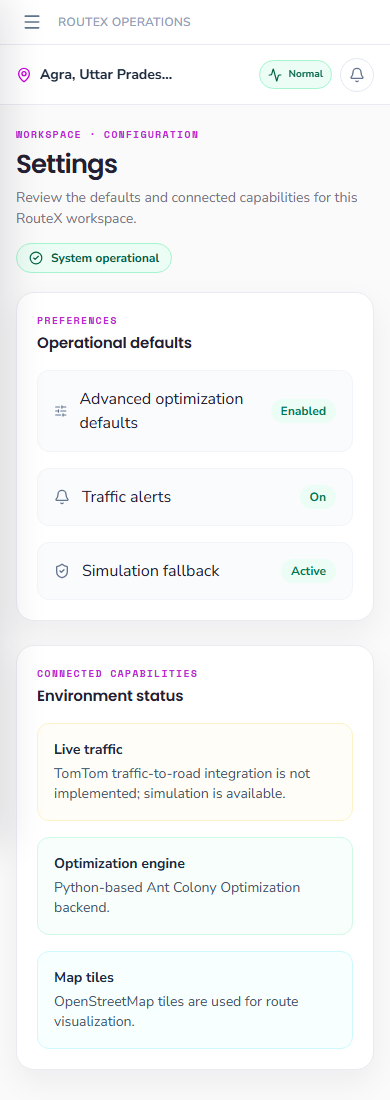 ROUTEX OPERATIONS
Agra, Uttar Prades...
Normal
WORKSPACE · CONFIGURATION
Settings
Review the defaults and connected capabilities for this
RouteX workspace.
System operational
PREFERENCES
Operational defaults
Advanced optimization
defaults
Enabled
Traffic alerts
On
Simulation fallback
Active
CONNECTED CAPABILITIES
Environment status
Live traffic
TomTom traffic-to-road integration is not
implemented; simulation is available.
Optimization engine
Python-based Ant Colony Optimization
backend.
Map tiles
OpenStreetMap tiles are used for route
visualization.